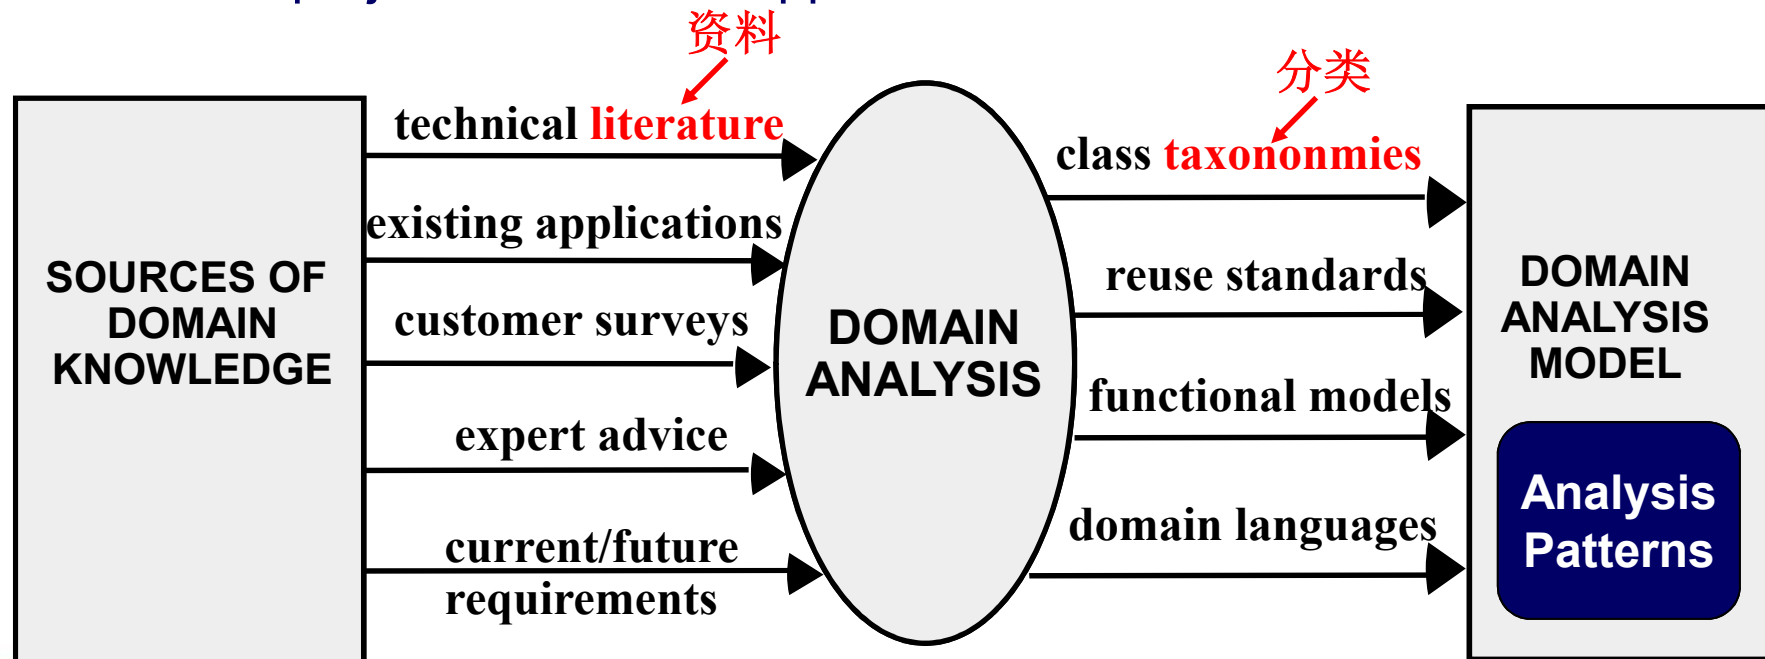 资料
分类
technical literature
class taxononmies
existing applications
SOURCES OF
DOMAIN
KNOWLEDGE
reuse standards
DOMAIN
ANALYSIS
MODEL
customer surveys
DOMAIN
ANALYSIS
functional models
expert advice
Analysis
Patterns
domain languages
current/future
requirements